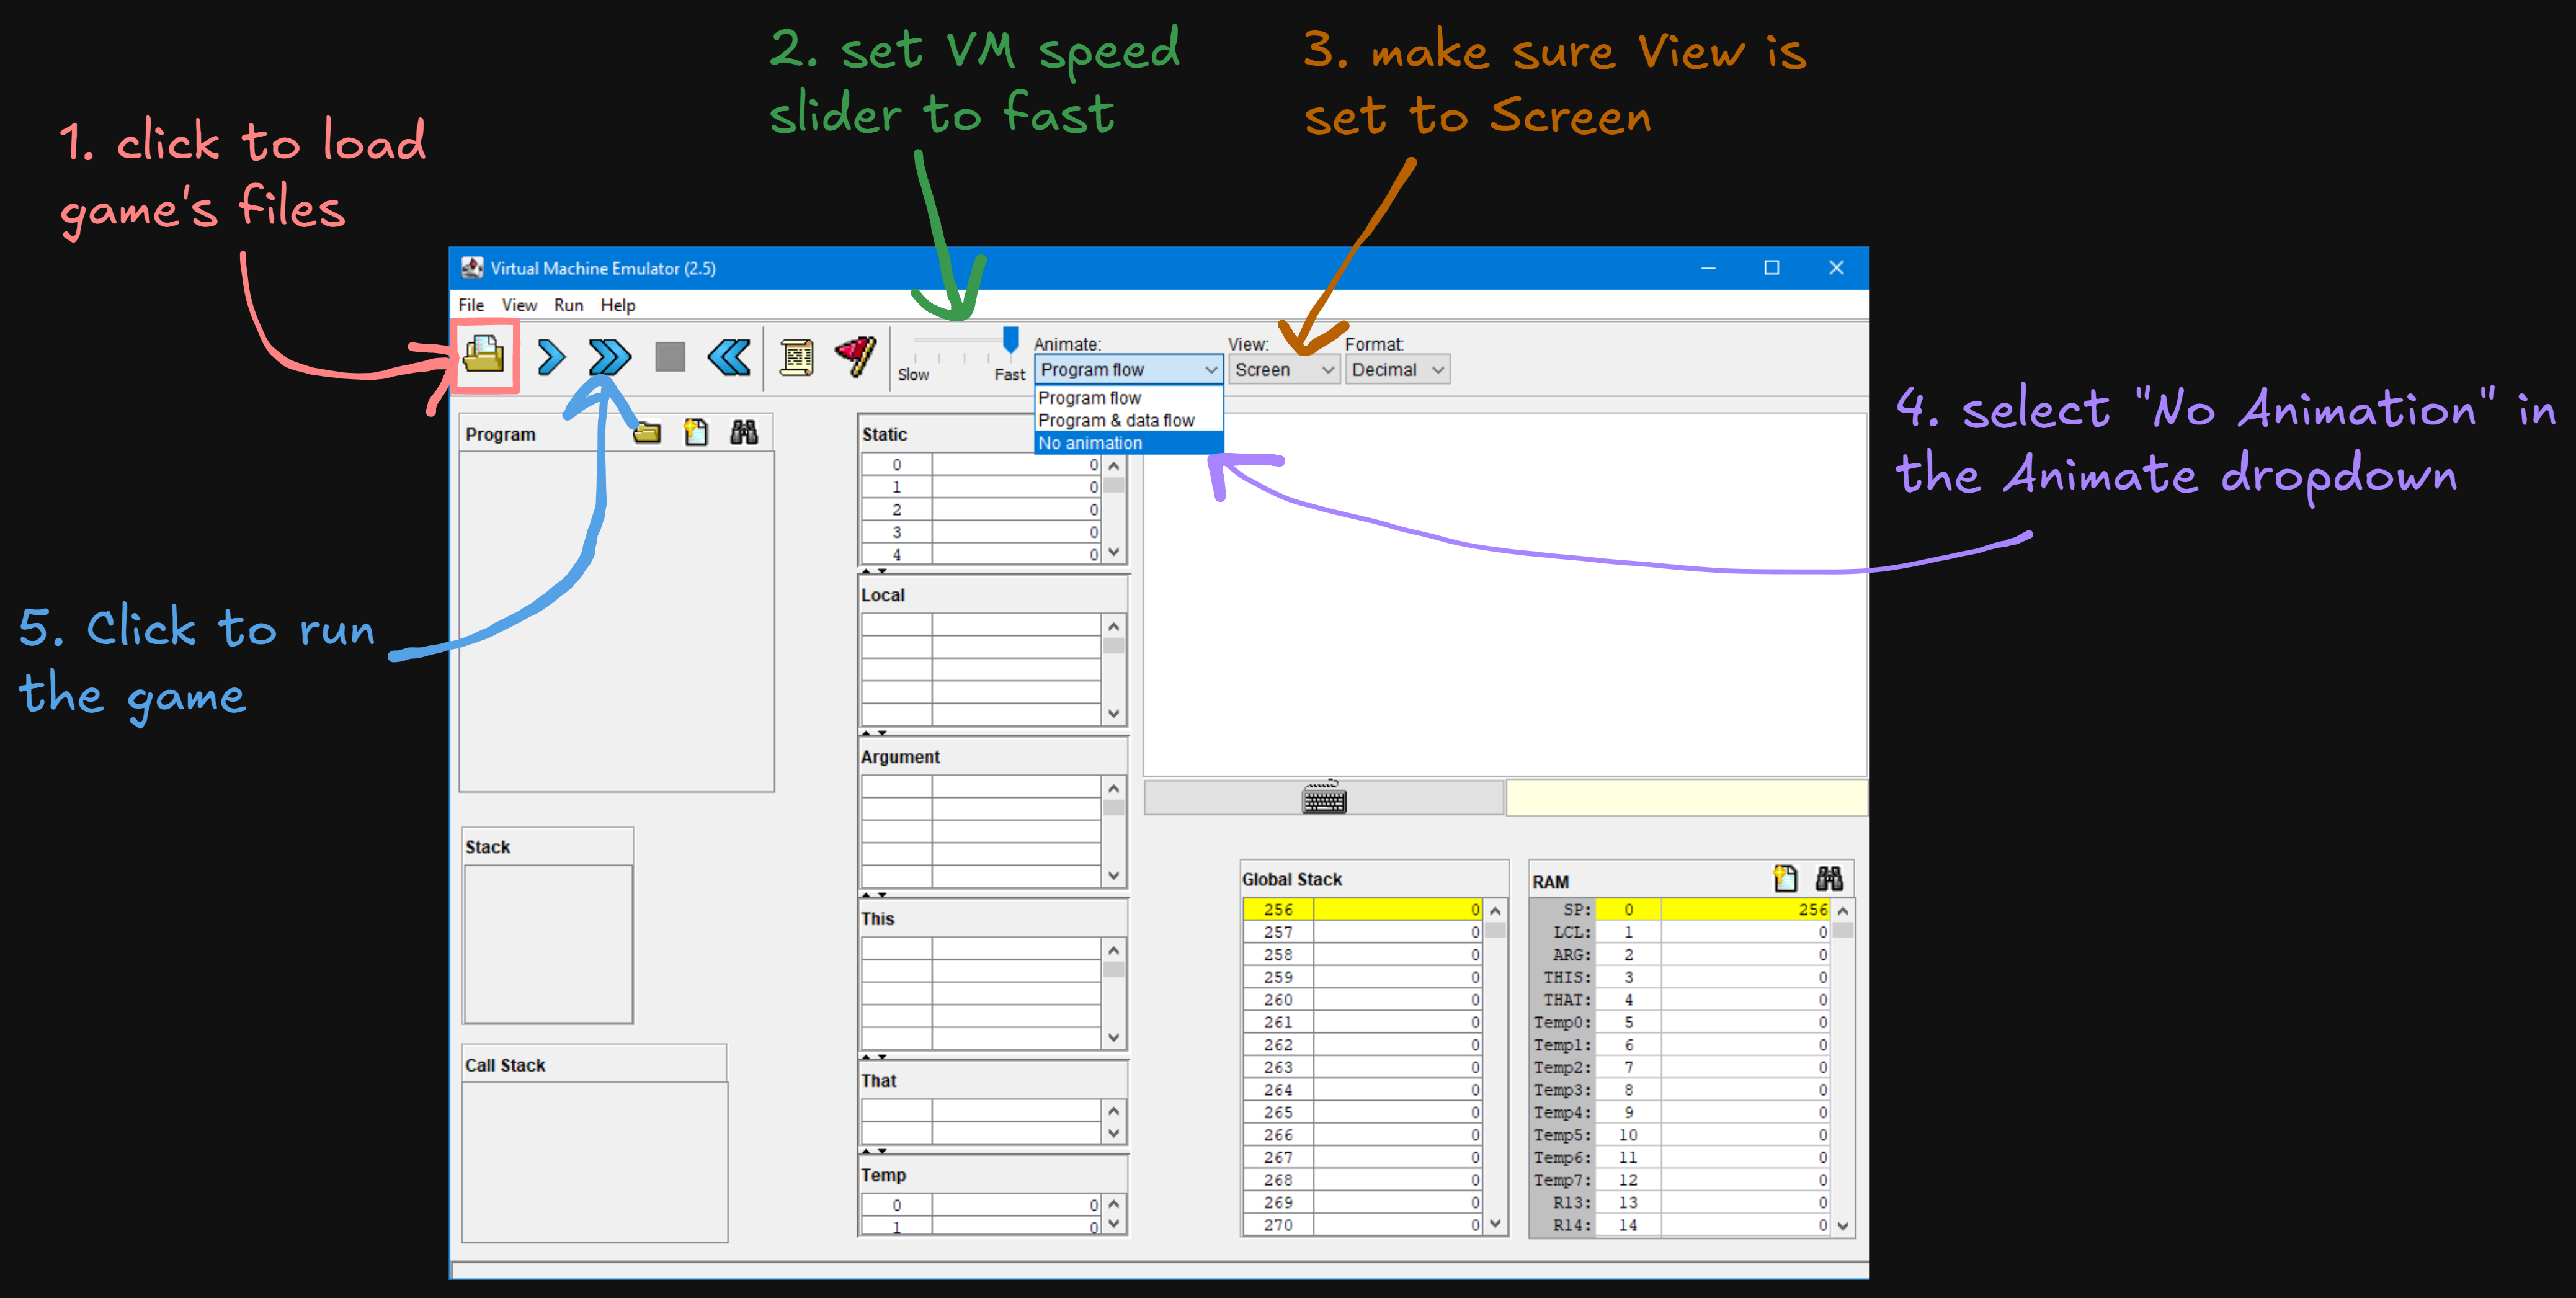 2. set VM speed
slider to fast
3. make sure View is
set to Screen
1. click to load
game's files
Virtual Machine Emulator (2.5)
File View Run Help
Slow Fast
Animate:
Program flow
Program flow
Program & data flow
No animation
View:
Screen
Format:
Decimal
4. select "No Animation" in
the Animate dropdown
5. Click to run
the game
Program
Stack
Call Stack
Static
0 0
1 0
2 0
3 0
4 0
Local
Argument
This
That
Temp
0 0
1 0
Global Stack
256 0
257 0
258 0
259 0
260 0
261 0
262 0
263 0
264 0
265 0
266 0
267 0
268 0
269 0
270 0
RAM
SP: 0 256
LCL: 1 0
ARG: 2 0
THIS: 3 0
THAT: 4 0
Temp0: 5 0
Temp1: 6 0
Temp2: 7 0
Temp3: 8 0
Temp4: 9 0
Temp5: 10 0
Temp6: 11 0
Temp7: 12 0
R13: 13 0
R14: 14 0